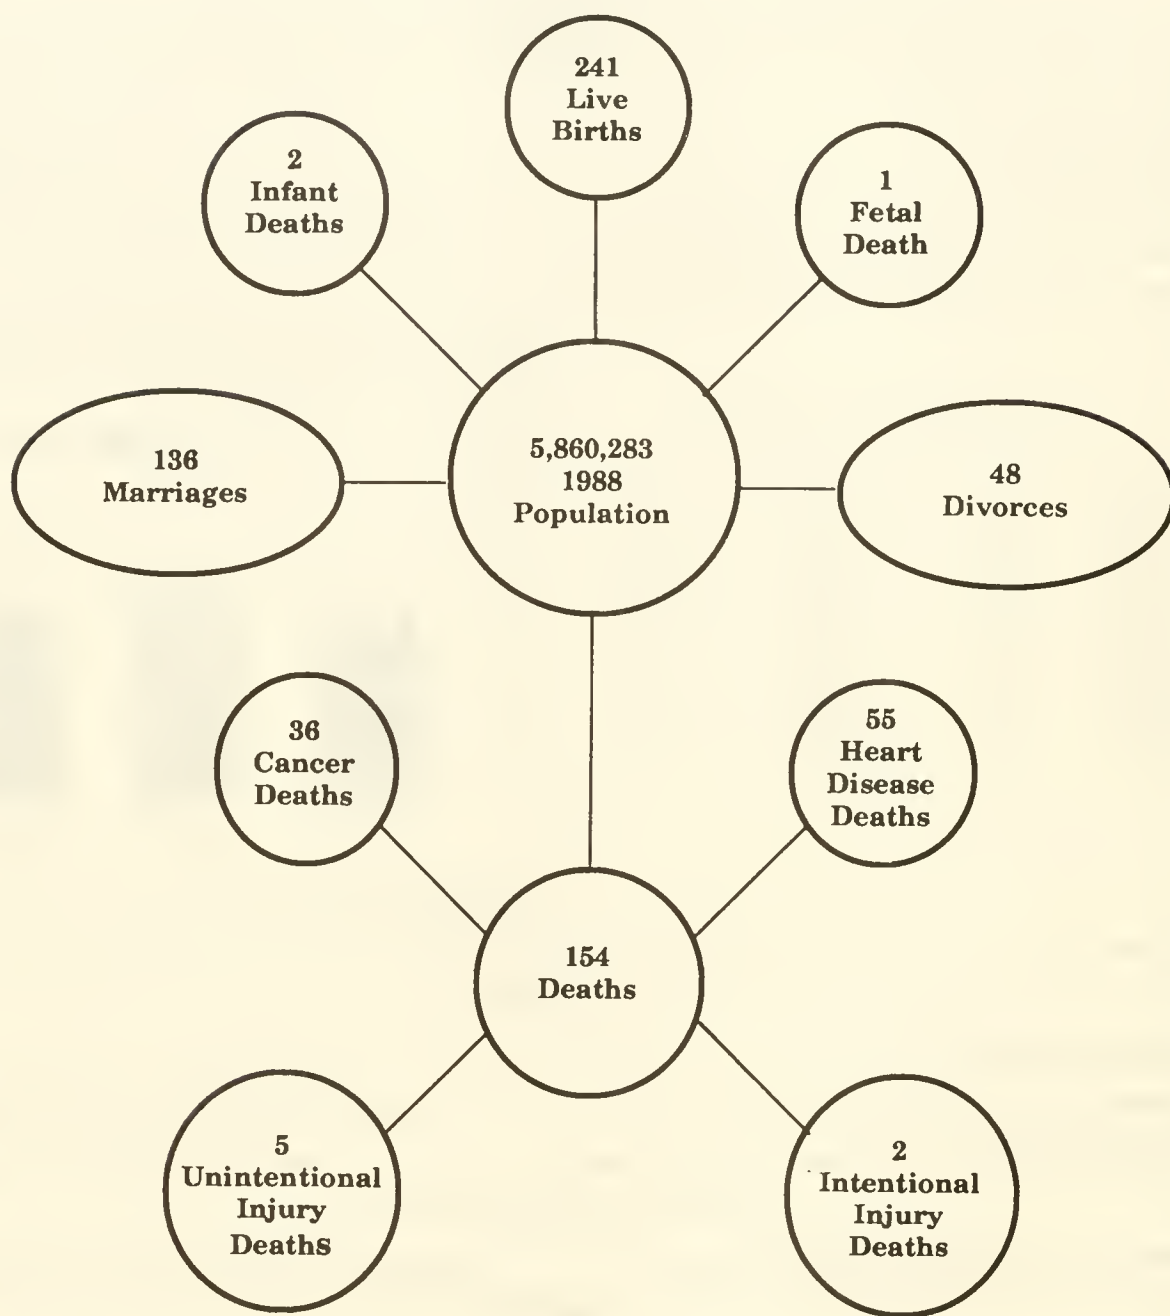 241
Live
Births
2
Infant
Deaths
1
Fetal
Death
136
Marriages
5,860,283
1988
Population
48
Divorces
36
Cancer
Deaths
55
Heart
Disease
Deaths
154
Deaths
5
Unintentional
Injury
Deaths
2
Intentional
Injury
Deaths